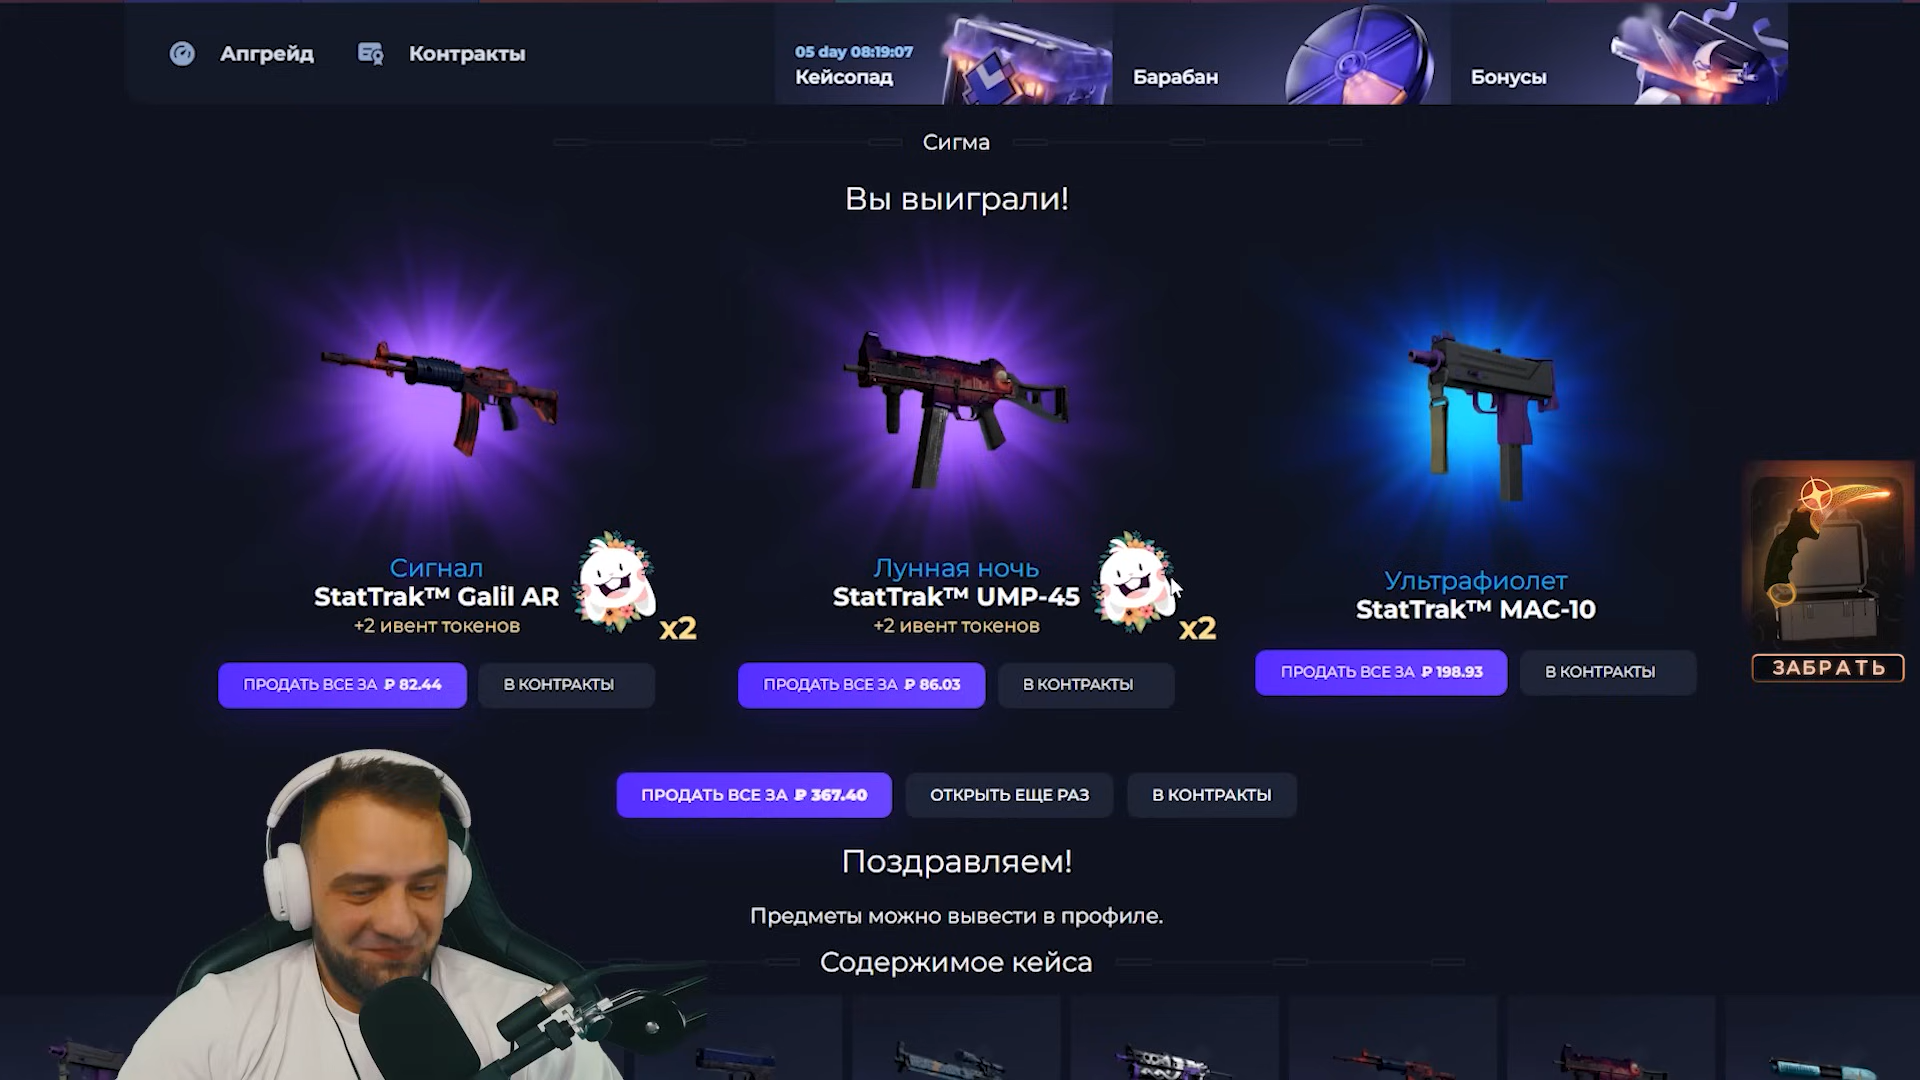 Апгрейд
Контракты
05 day 08:19:07
Кейсопад
Барабан
Бонусы
Сигма
Вы выиграли!
Сигнал
StatTrak™ Galil AR
+2 ивент токенов
x2
ПРОДАТЬ ВСЕ ЗА ₽ 82.44
В КОНТРАКТЫ
Лунная ночь
StatTrak™ UMP-45
+2 ивент токенов
x2
ПРОДАТЬ ВСЕ ЗА ₽ 86.03
В КОНТРАКТЫ
Ультрафиолет
StatTrak™ MAC-10
ПРОДАТЬ ВСЕ ЗА ₽ 198.93
В КОНТРАКТЫ
ЗАБРАТЬ
ПРОДАТЬ ВСЕ ЗА ₽ 367.40
ОТКРЫТЬ ЕЩЕ РАЗ
В КОНТРАКТЫ
Поздравляем!
Предметы можно вывести в профиле.
Содержимое кейса